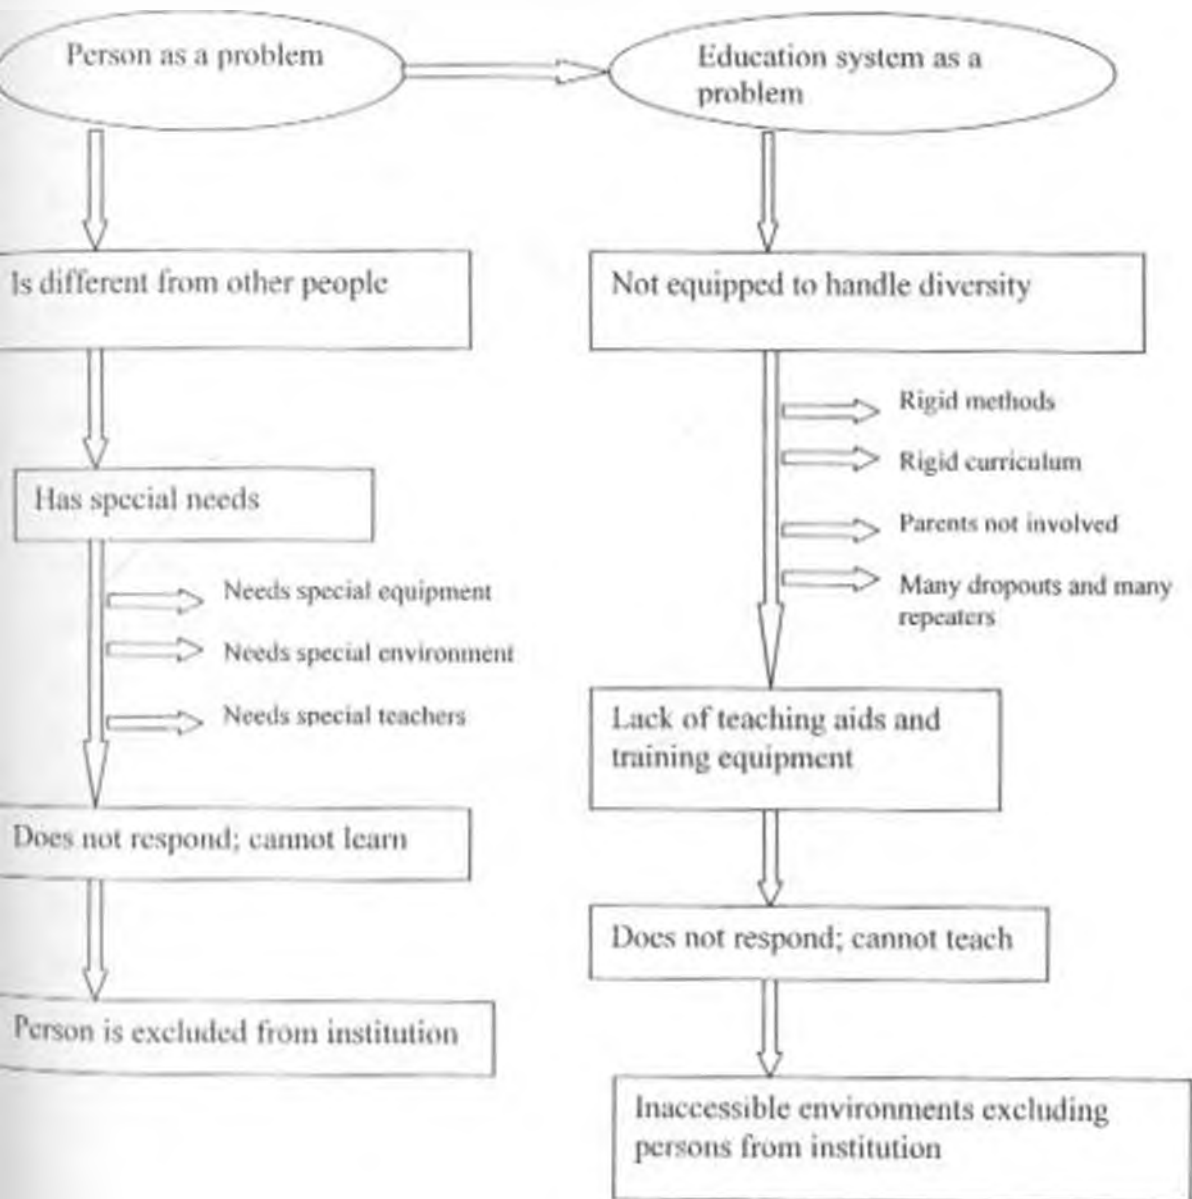 Person as a problem
Education system as a
problem
Is different from other people
Has special needs
Needs special equipment
Needs special environment
Needs special teachers
Does not respond; cannot learn
Person is excluded from institution
Not equipped to handle diversity
Rigid methods
Rigid curriculum
Parents not involved
Many dropouts and many
repeaters
Lack of teaching aids and
training equipment
Does not respond; cannot teach
Inaccessible environments excluding
persons from institution